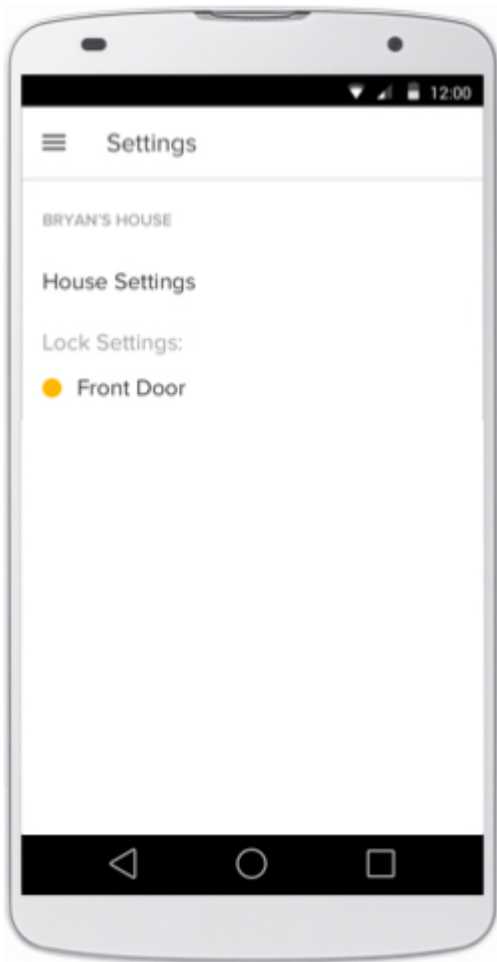 12:00
Settings
BRYAN'S HOUSE
House Settings
Lock Settings:
Front Door